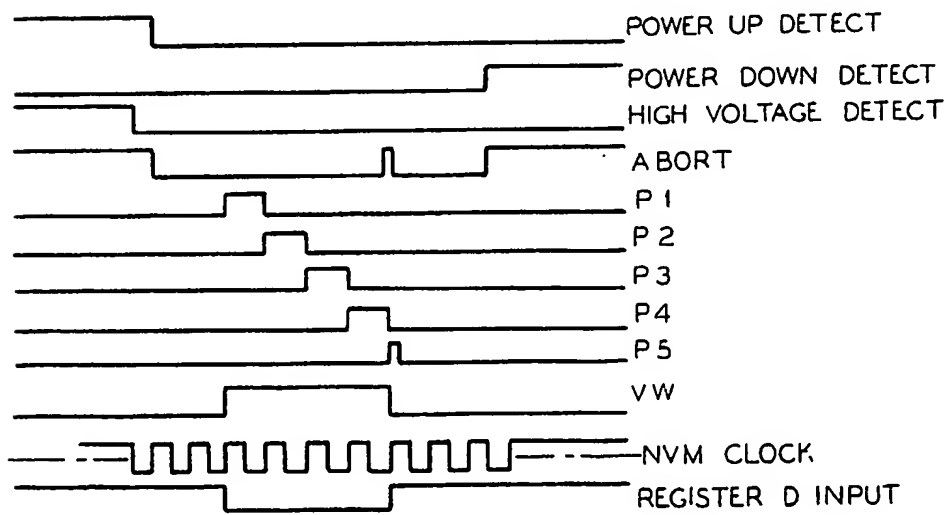 POWER UP DETECT
POWER DOWN DETECT
HIGH VOLTAGE DETECT
ABORT
P1
P2
P3
P4
P5
VW
NVM CLOCK
REGISTER D INPUT